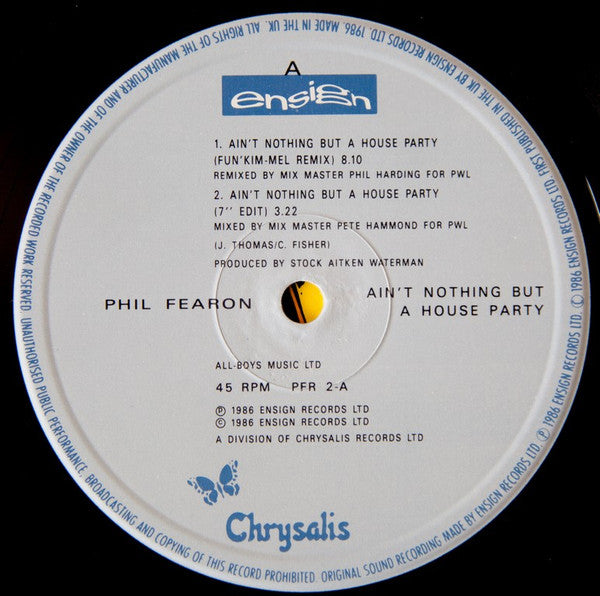 A
ensign
1. AIN'T NOTHING BUT A HOUSE PARTY
(FUN'KIM-MEL REMIX) 8.10
REMIXED BY MIX MASTER PHIL HARDING FOR PWL
2. AIN'T NOTHING BUT A HOUSE PARTY
(7'' EDIT) 3.22
MIXED BY MIX MASTER PETE HAMMOND FOR PWL
(J. THOMAS/C. FISHER)
PRODUCED BY STOCK AITKEN WATERMAN
PHIL FEARON
AIN'T NOTHING BUT
A HOUSE PARTY
ALL-BOYS MUSIC LTD
45 RPM PFR 2-A
℗ 1986 ENSIGN RECORDS LTD
© 1986 ENSIGN RECORDS LTD
A DIVISION OF CHRYSALIS RECORDS LTD
Chrysalis
ORIGINAL SOUND RECORDING MADE BY ENSIGN RECORDS LTD. ℗ 1986 ENSIGN RECORDS LTD. © 1986 ENSIGN RECORDS LTD. FIRST PUBLISHED IN THE UK BY ENSIGN RECORDS LTD. 1986. MADE IN THE UK. ALL RIGHTS OF THE MANUFACTURER AND OF THE OWNER OF THE RECORDED WORK RESERVED. UNAUTHORISED PUBLIC PERFORMANCE, BROADCASTING AND COPYING OF THIS RECORD PROHIBITED.